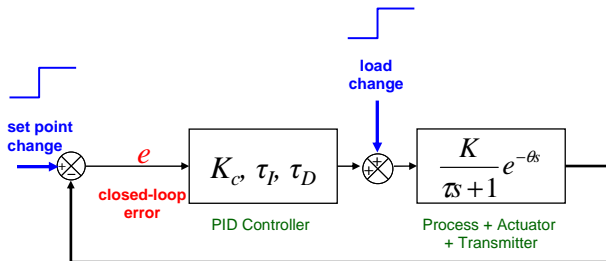 load
change
set point
change
+
−
e
closed-loop
error
K_c, τ_I, τ_D
PID Controller
+
+
K
τs + 1
e^{-θs}
Process + Actuator
+ Transmitter